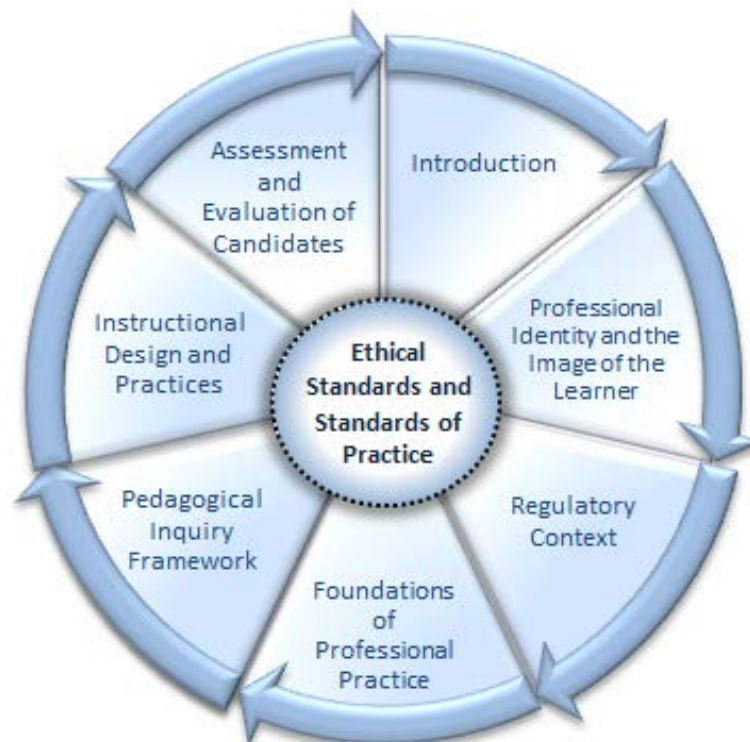 Introduction
Professional
Identity and the
Image of the
Learner
Regulatory
Context
Foundations
of
Professional
Practice
Pedagogical
Inquiry
Framework
Instructional
Design and
Practices
Assessment
and
Evaluation of
Candidates
Ethical
Standards and
Standards of
Practice